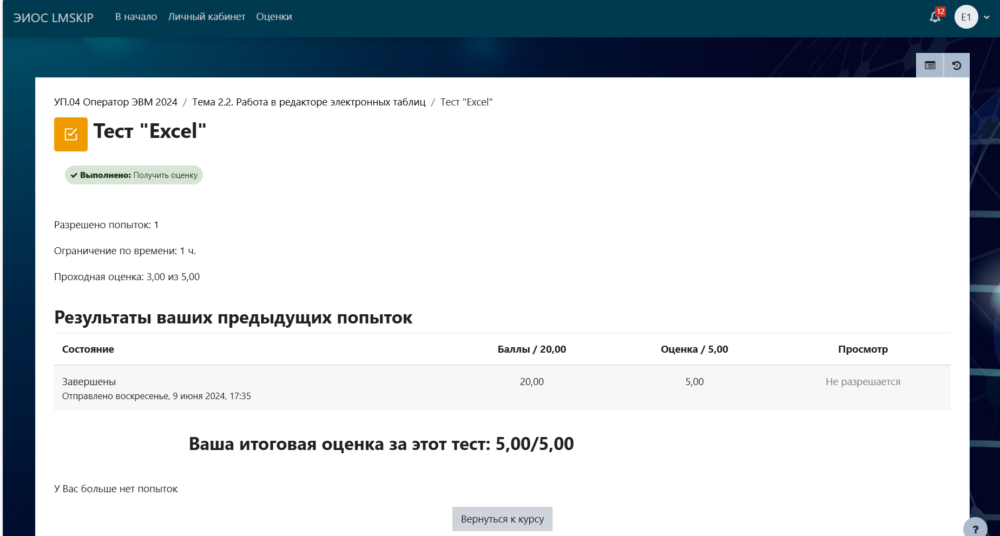 ЭИОС LMSKIP В начало Личный кабинет Оценки 12 Е1
УП.04 Оператор ЭВМ 2024 / Тема 2.2. Работа в редакторе электронных таблиц / Тест "Excel"
Тест "Excel"
Выполнено: Получить оценку
Разрешено попыток: 1
Ограничение по времени: 1 ч.
Проходная оценка: 3,00 из 5,00
Результаты ваших предыдущих попыток
Состояние Баллы / 20,00 Оценка / 5,00 Просмотр
Завершены 20,00 5,00 Не разрешается
Отправлено воскресенье, 9 июня 2024, 17:35
Ваша итоговая оценка за этот тест: 5,00/5,00
У Вас больше нет попыток
Вернуться к курсу
?